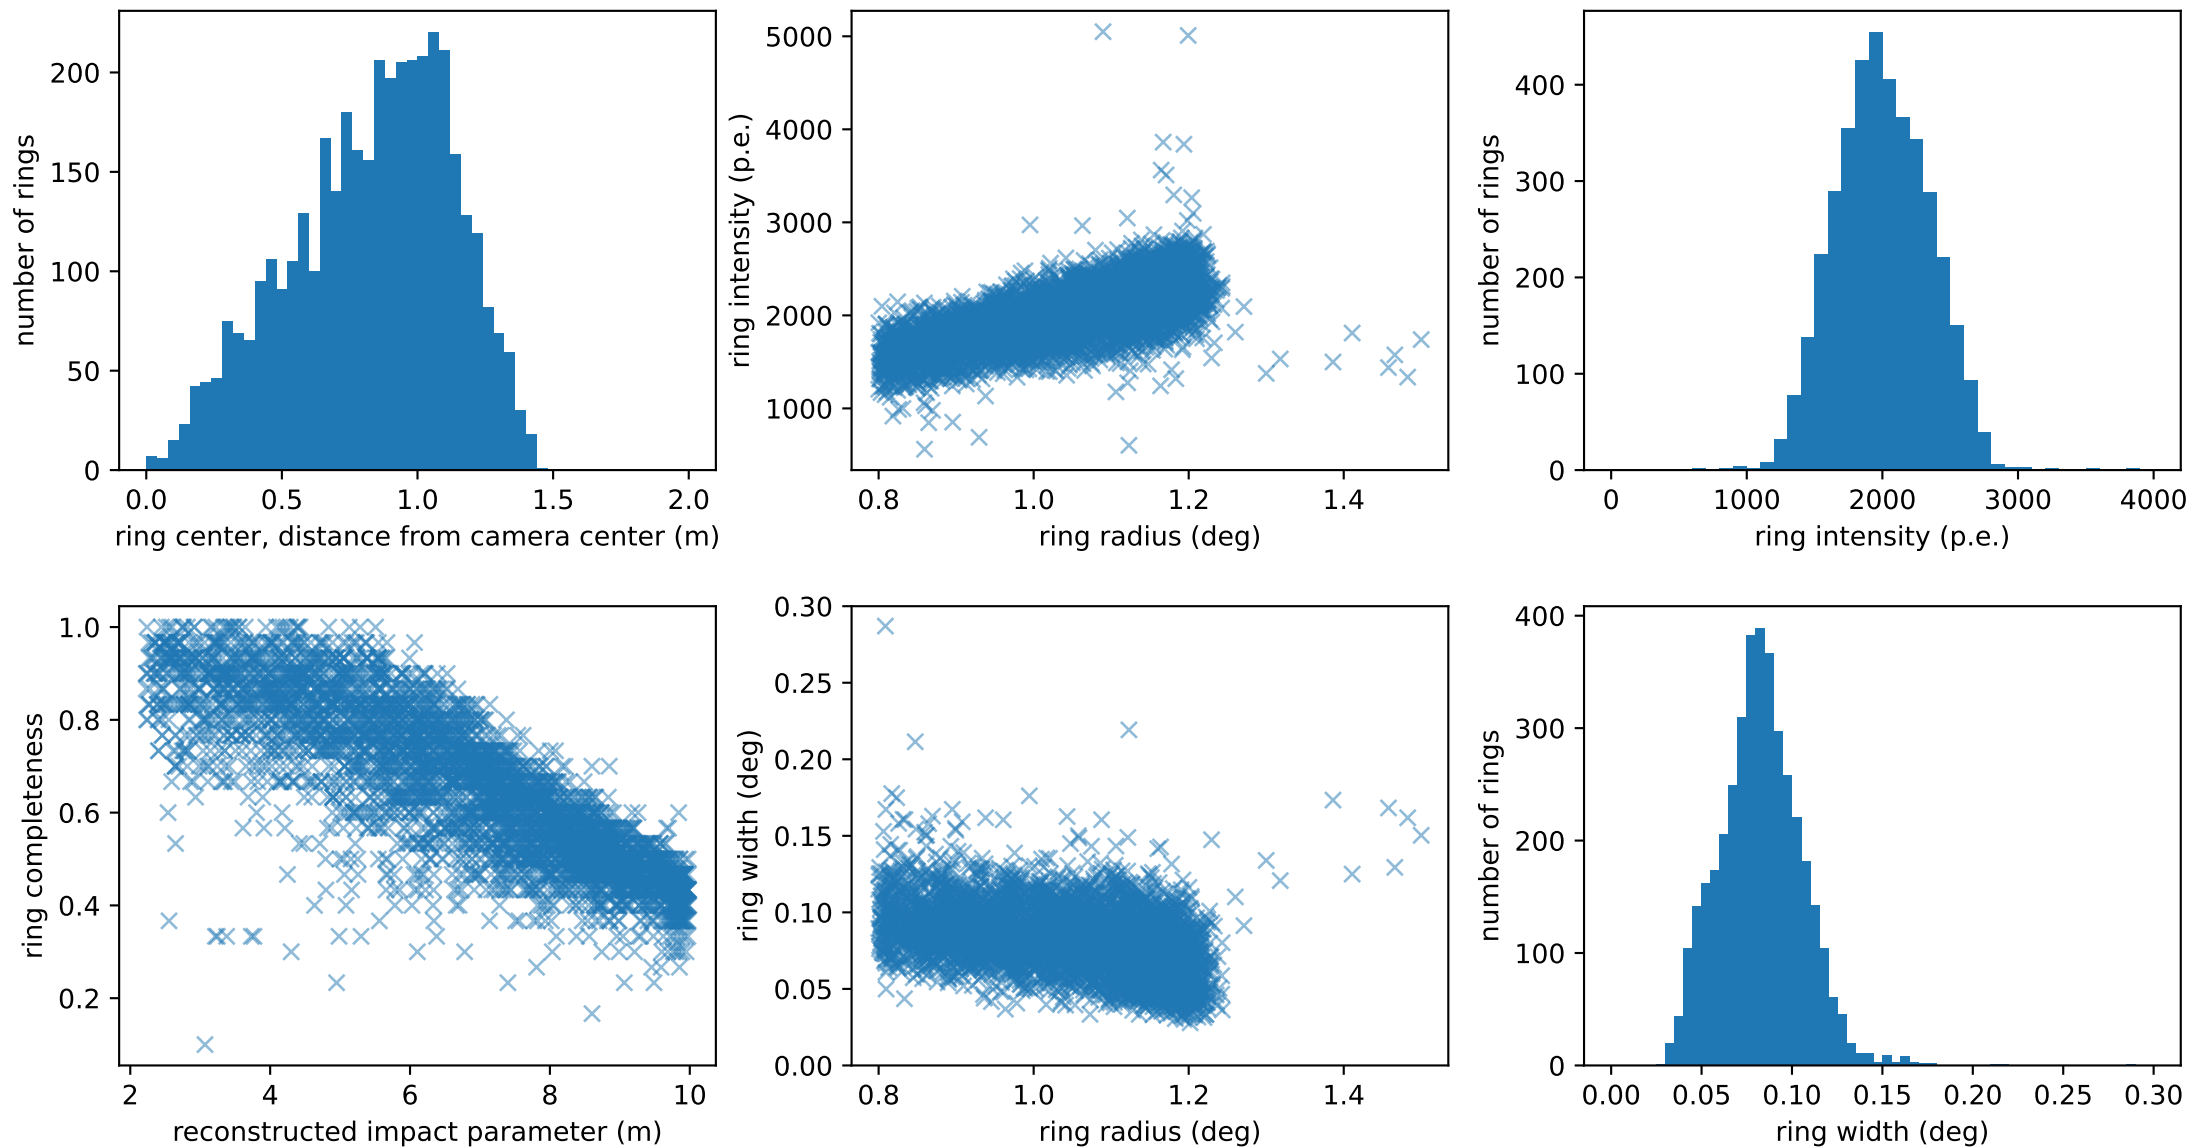 number of rings
200
150
100
50
0
0.0 0.5 1.0 1.5 2.0
ring center, distance from camera center (m)
ring intensity (p.e.)
5000
4000
3000
2000
1000
0.8 1.0 1.2 1.4
ring radius (deg)
number of rings
400
300
200
100
0
0 1000 2000 3000 4000
ring intensity (p.e.)
ring completeness
1.0
0.8
0.6
0.4
0.2
2 4 6 8 10
reconstructed impact parameter (m)
ring width (deg)
0.30
0.25
0.20
0.15
0.10
0.05
0.00
0.8 1.0 1.2 1.4
ring radius (deg)
number of rings
400
300
200
100
0
0.00 0.05 0.10 0.15 0.20 0.25 0.30
ring width (deg)